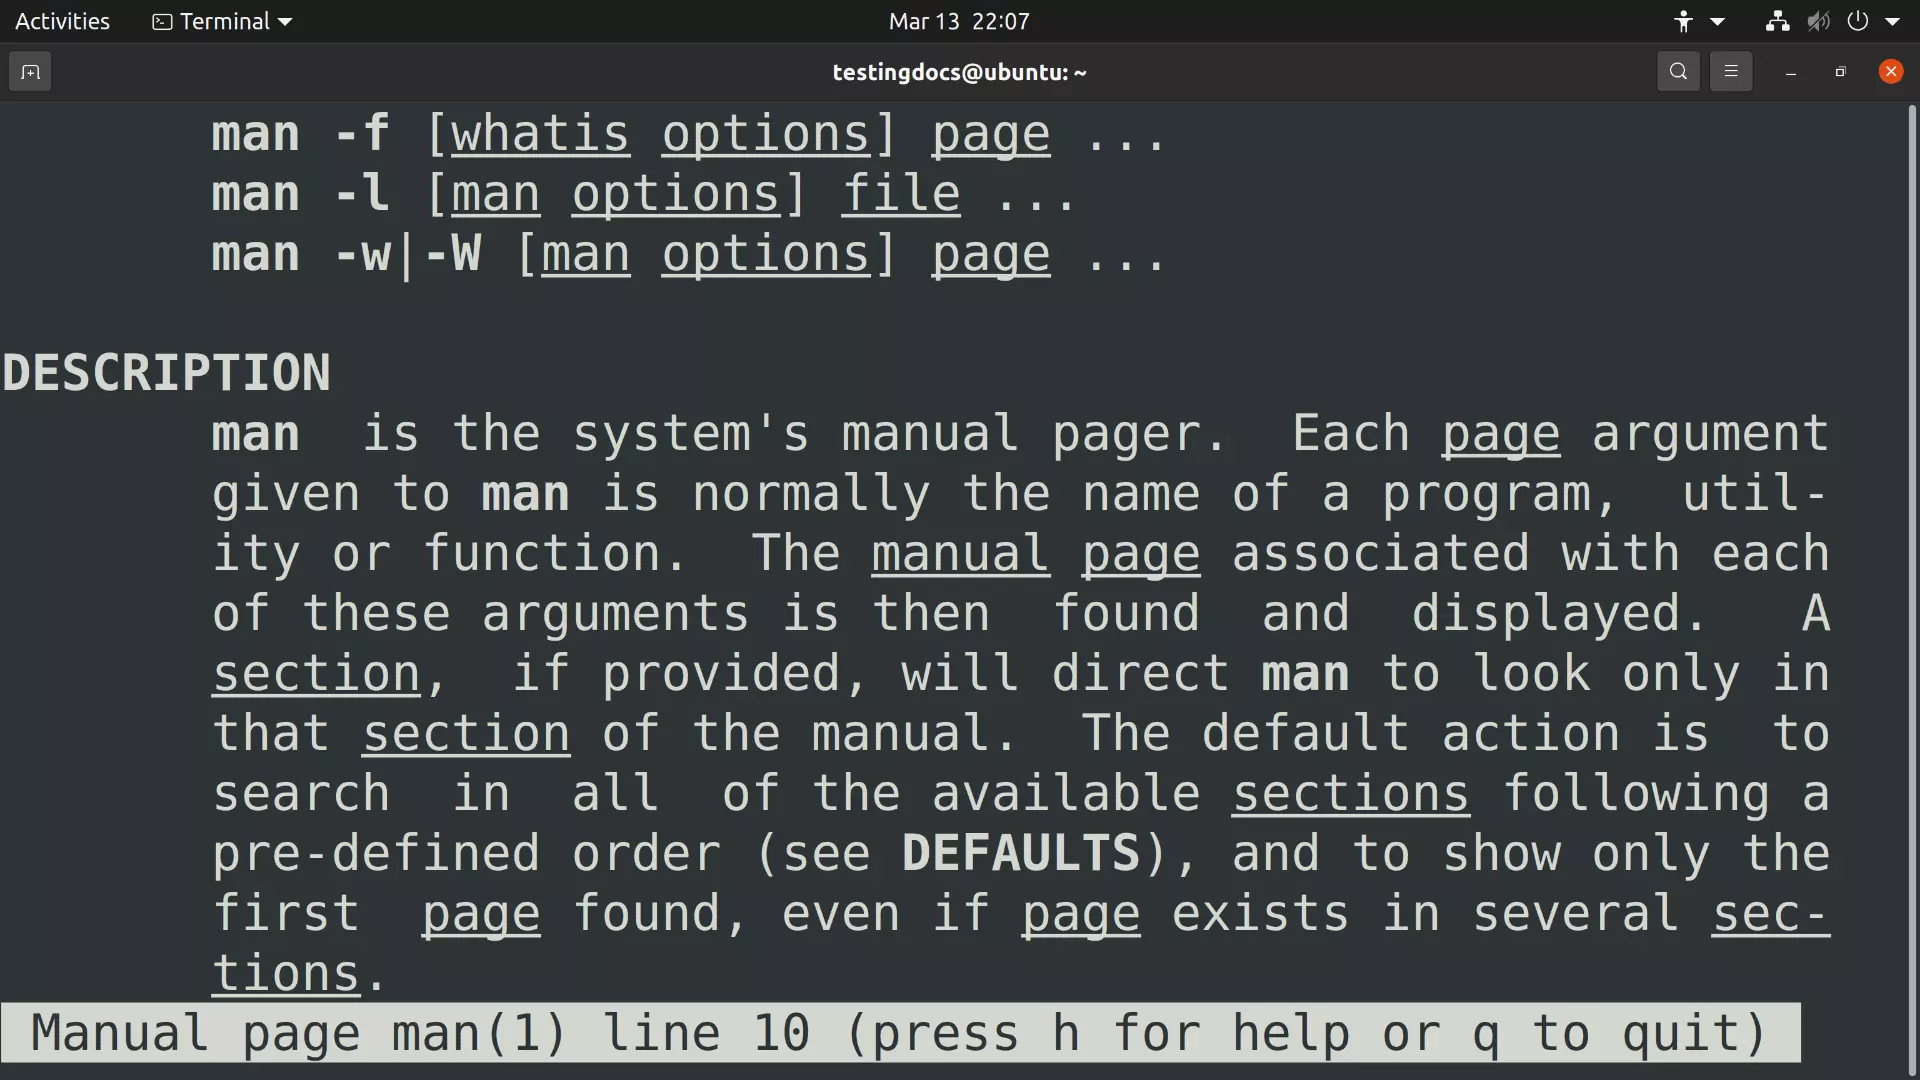 Activities Terminal Mar 13 22:07
testingdocs@ubuntu: ~
man -f [whatis options] page ...
man -l [man options] file ...
man -w|-W [man options] page ...
DESCRIPTION
man  is the system's manual pager.  Each page argument
given to man is normally the name of a program,  util-
ity or function.  The manual page associated with each
of these arguments is then  found  and  displayed.   A
section,  if provided, will direct man to look only in
that section of the manual.  The default action is  to
search  in  all  of the available sections following a
pre-defined order (see DEFAULTS), and to show only the
first  page found, even if page exists in several sec-
tions.
Manual page man(1) line 10 (press h for help or q to quit)